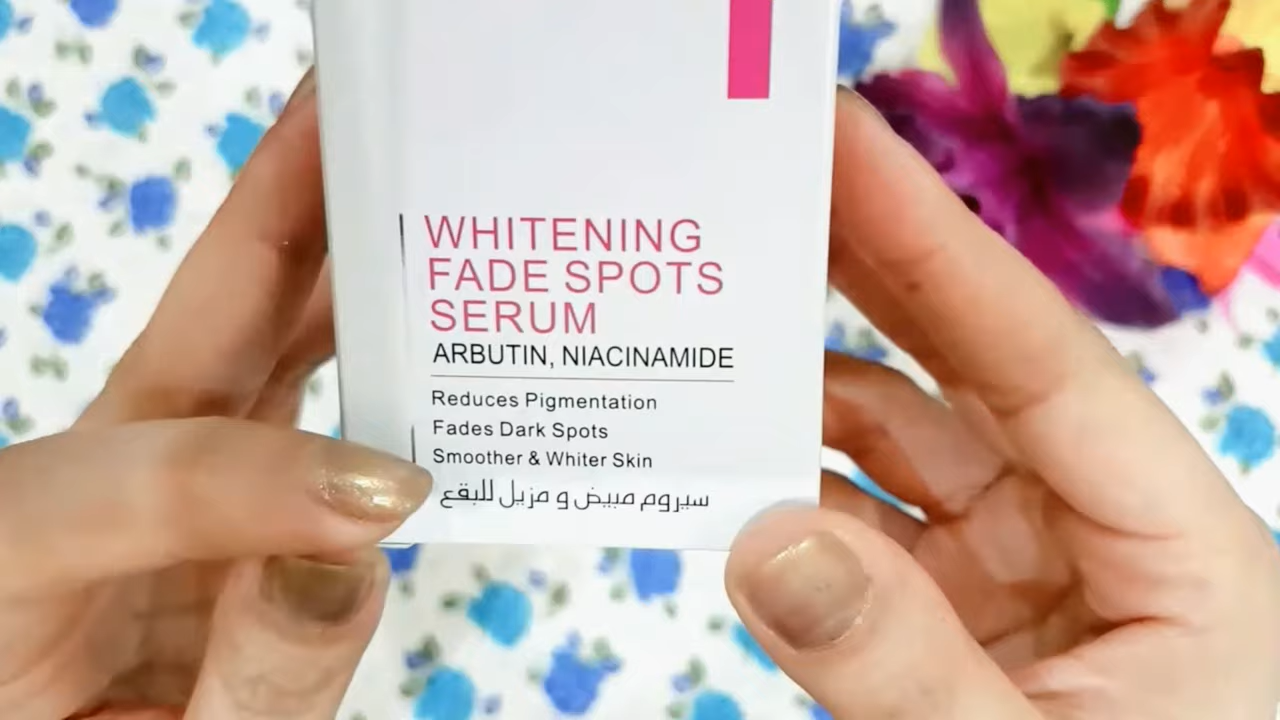 WHITENING
FADE SPOTS
SERUM
ARBUTIN, NIACINAMIDE
Reduces Pigmentation
Fades Dark Spots
Smoother & Whiter Skin
سيروم مبيض و مزيل للبقع